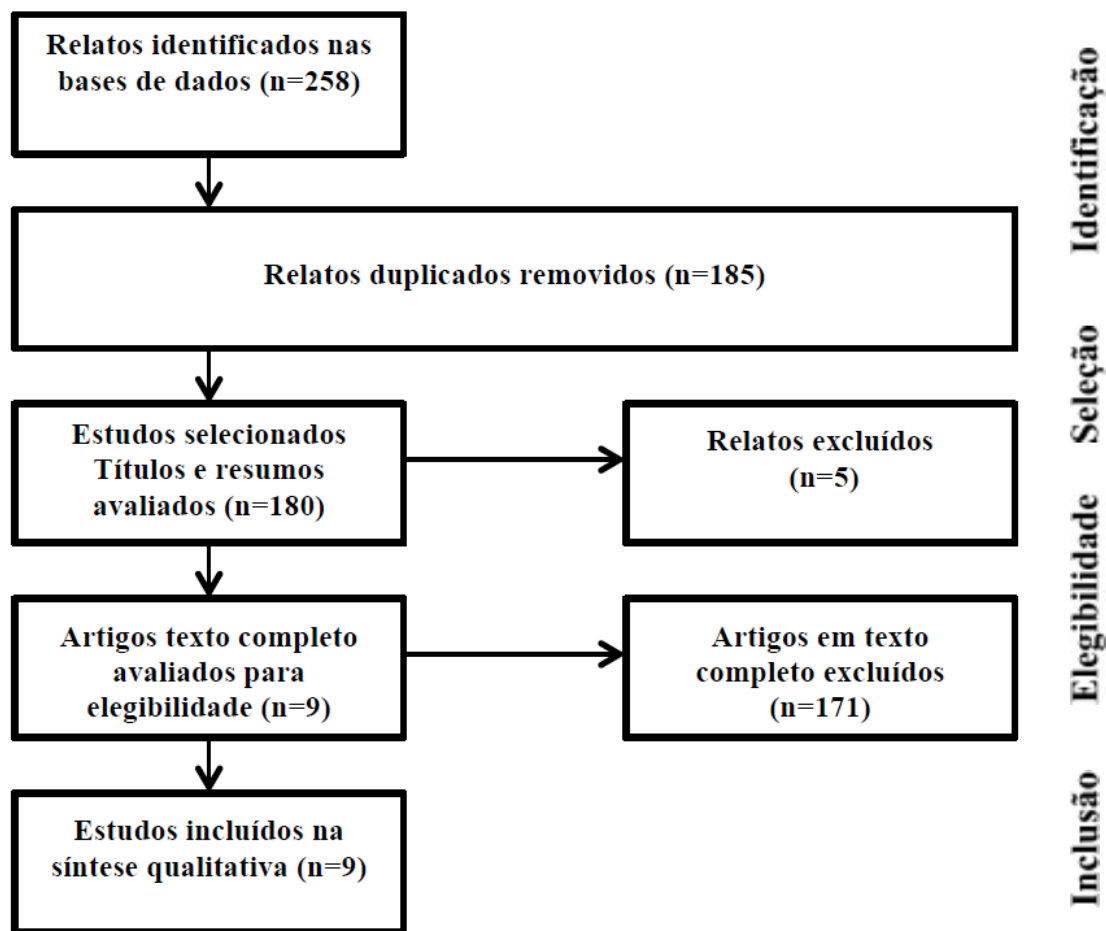 Relatos identificados nas
bases de dados (n=258)
Identificação
Relatos duplicados removidos (n=185)
Seleção
Estudos selecionados
Títulos e resumos
avaliados (n=180)
Relatos excluídos
(n=5)
Elegibilidade
Artigos texto completo
avaliados para
elegibilidade (n=9)
Artigos em texto
completo excluídos
(n=171)
Estudos incluídos na
síntese qualitativa (n=9)
Inclusão